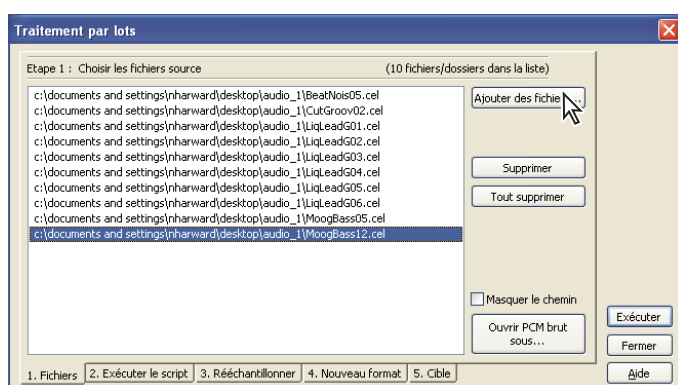 Traitement par lots
Etape 1 : Choisir les fichiers source (10 fichiers/dossiers dans la liste)
c:\documents and settings\nharward\desktop\audio_1\BeatNois05.cel
c:\documents and settings\nharward\desktop\audio_1\CutGroov02.cel
c:\documents and settings\nharward\desktop\audio_1\LiqLeadG01.cel
c:\documents and settings\nharward\desktop\audio_1\LiqLeadG02.cel
c:\documents and settings\nharward\desktop\audio_1\LiqLeadG03.cel
c:\documents and settings\nharward\desktop\audio_1\LiqLeadG04.cel
c:\documents and settings\nharward\desktop\audio_1\LiqLeadG05.cel
c:\documents and settings\nharward\desktop\audio_1\LiqLeadG06.cel
c:\documents and settings\nharward\desktop\audio_1\MoogBass05.cel
c:\documents and settings\nharward\desktop\audio_1\MoogBass12.cel
Ajouter des
Supprimer
Tout supprimer
Masquer le chemin
Ouvrir PCM brut
sous...
Exécuter
Fermer
Aide
1. Fichiers 2. Exécuter le script 3. Rééchantillonner 4. Nouveau format 5. Cible